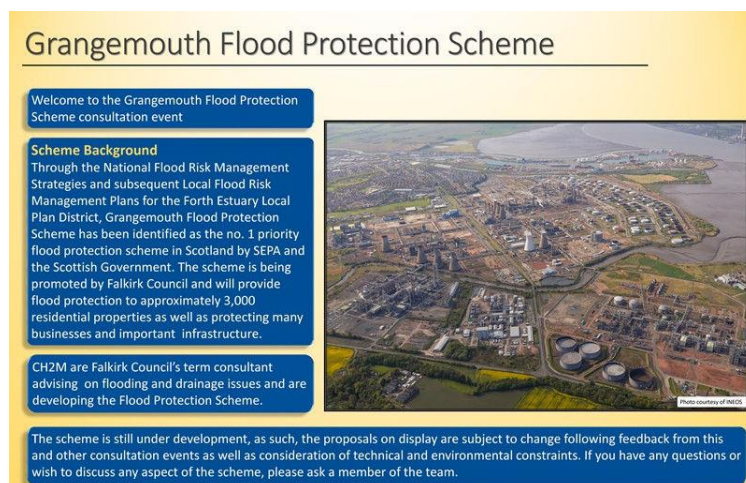 Grangemouth Flood Protection Scheme
Welcome to the Grangemouth Flood Protection
Scheme consultation event
Scheme Background
Through the National Flood Risk Management
Strategies and subsequent Local Flood Risk
Management Plans for the Forth Estuary Local
Plan District, Grangemouth Flood Protection
Scheme has been identified as the no. 1 priority
flood protection scheme in Scotland by SEPA and
the Scottish Government. The scheme is being
promoted by Falkirk Council and will provide
flood protection to approximately 3,000
residential properties as well as protecting many
businesses and important infrastructure.
CH2M are Falkirk Council's term consultant
advising on flooding and drainage issues and are
developing the Flood Protection Scheme.
Photo courtesy of INEOS
The scheme is still under development, as such, the proposals on display are subject to change following feedback from this
and other consultation events as well as consideration of technical and environmental constraints. If you have any questions or
wish to discuss any aspect of the scheme, please ask a member of the team.